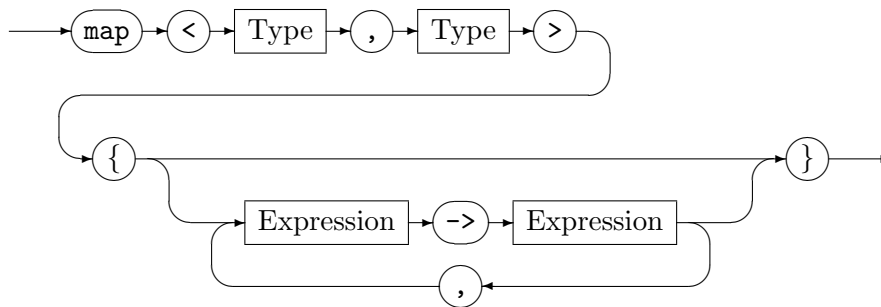 map < Type , Type >
{ }
Expression -> Expression
,